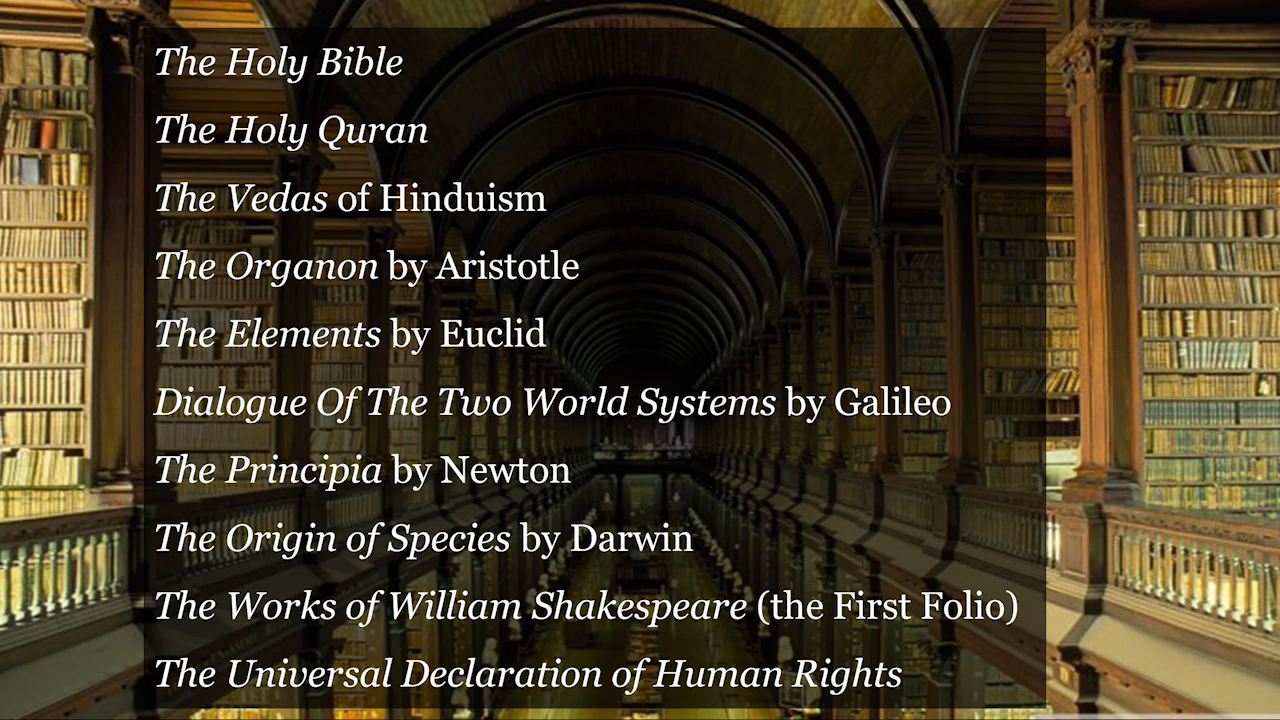 The Holy Bible
The Holy Quran
The Vedas of Hinduism
The Organon by Aristotle
The Elements by Euclid
Dialogue Of The Two World Systems by Galileo
The Principia by Newton
The Origin of Species by Darwin
The Works of William Shakespeare (the First Folio)
The Universal Declaration of Human Rights